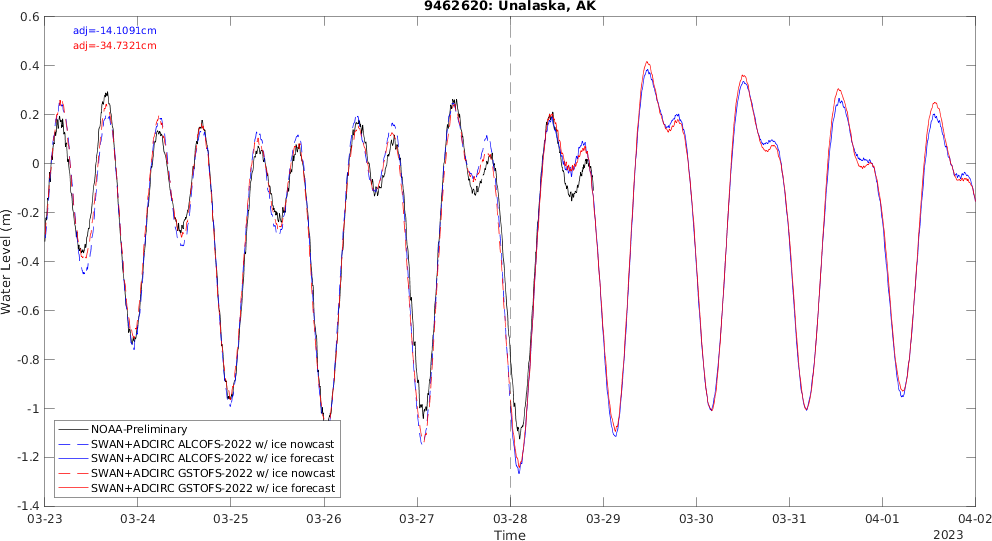 9462620: Unalaska, AK
adj=-14.1091cm
adj=-34.7321cm
0.6
0.4
0.2
0
-0.2
-0.4
-0.6
-0.8
-1
-1.2
-1.4
Water Level (m)
NOAA-Preliminary
SWAN+ADCIRC ALCOFS-2022 w/ ice nowcast
SWAN+ADCIRC ALCOFS-2022 w/ ice forecast
SWAN+ADCIRC GSTOFS-2022 w/ ice nowcast
SWAN+ADCIRC GSTOFS-2022 w/ ice forecast
03-23 03-24 03-25 03-26 03-27 03-28 03-29 03-30 03-31 04-01 04-02
Time
2023